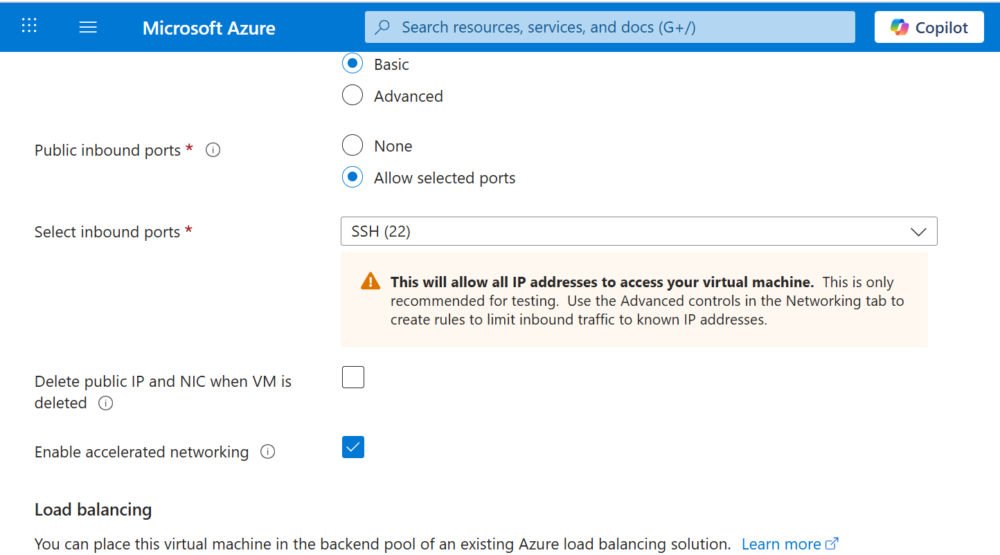 Microsoft Azure
Search resources, services, and docs (G+/)
Copilot
Basic
Advanced
Public inbound ports *
None
Allow selected ports
Select inbound ports *
SSH (22)
This will allow all IP addresses to access your virtual machine. This is only
recommended for testing. Use the Advanced controls in the Networking tab to
create rules to limit inbound traffic to known IP addresses.
Delete public IP and NIC when VM is
deleted
Enable accelerated networking
Load balancing
You can place this virtual machine in the backend pool of an existing Azure load balancing solution. Learn more